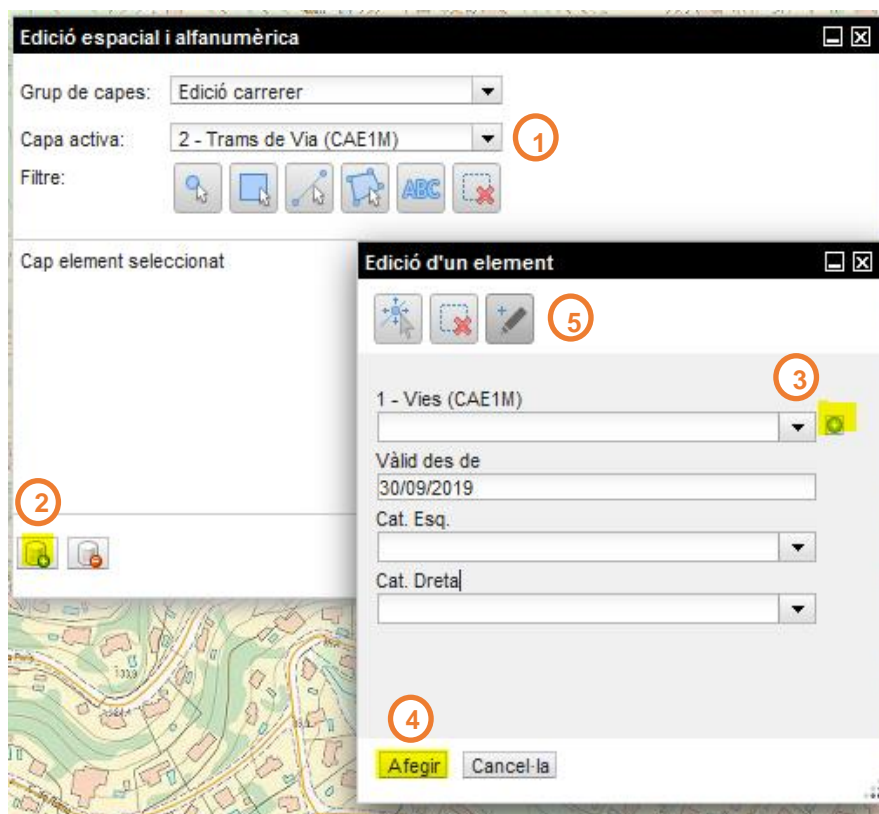 Edició espacial i alfanumèrica
Grup de capes: Edició carrerer
Capa activa: 2 - Trams de Via (CAE1M) 1
Filtre: ABC
Cap element seleccionat
Edició d'un element
5
3
1 - Vies (CAE1M)
Vàlid des de
30/09/2019
2
Cat. Esq.
Cat. Dreta
4
Afegir Cancel·la